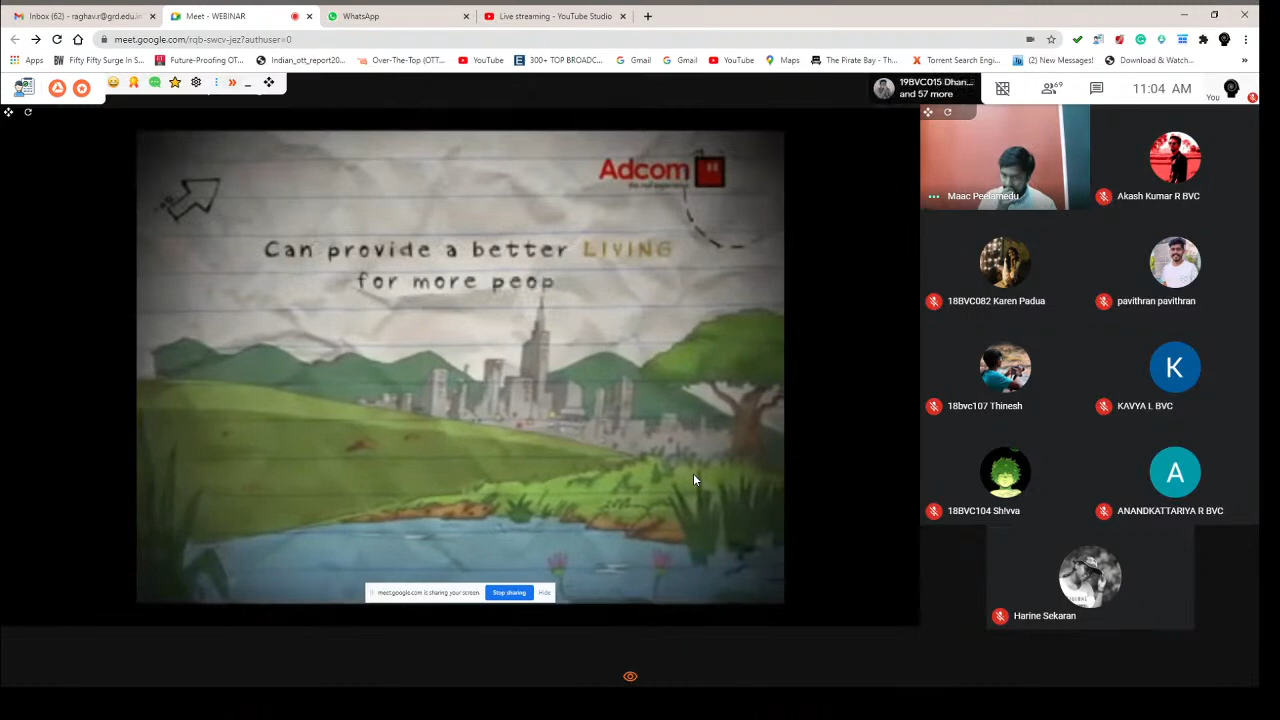 Inbox (62) - raghav.r@grd.edu.in
Meet - WEBINAR
WhatsApp
Live streaming - YouTube Studio
meet.google.com/rqb-swcv-jez?authuser=0
Apps
Fifty Fifty Surge In S...
Future-Proofing OT...
Indian_ott_report20...
Over-The-Top (OTT...
YouTube
300+ TOP BROADC...
Gmail
Gmail
YouTube
Maps
The Pirate Bay - Th...
Torrent Search Engi...
(2) New Messages!
Download & Watch...
19BVC015 Dhan...
and 57 more
69
11:04 AM
You
Adcom
Can provide a better LIVING
for more peop
meet.google.com is sharing your screen.
Stop sharing
Hide
Maac Peelamedu
Akash Kumar R BVC
18BVC082 Karen Padua
pavithran pavithran
18bvc107 Thinesh
K
KAVYA L BVC
18BVC104 Sh!vva
A
ANANDKATTARIYA R BVC
Harine Sekaran